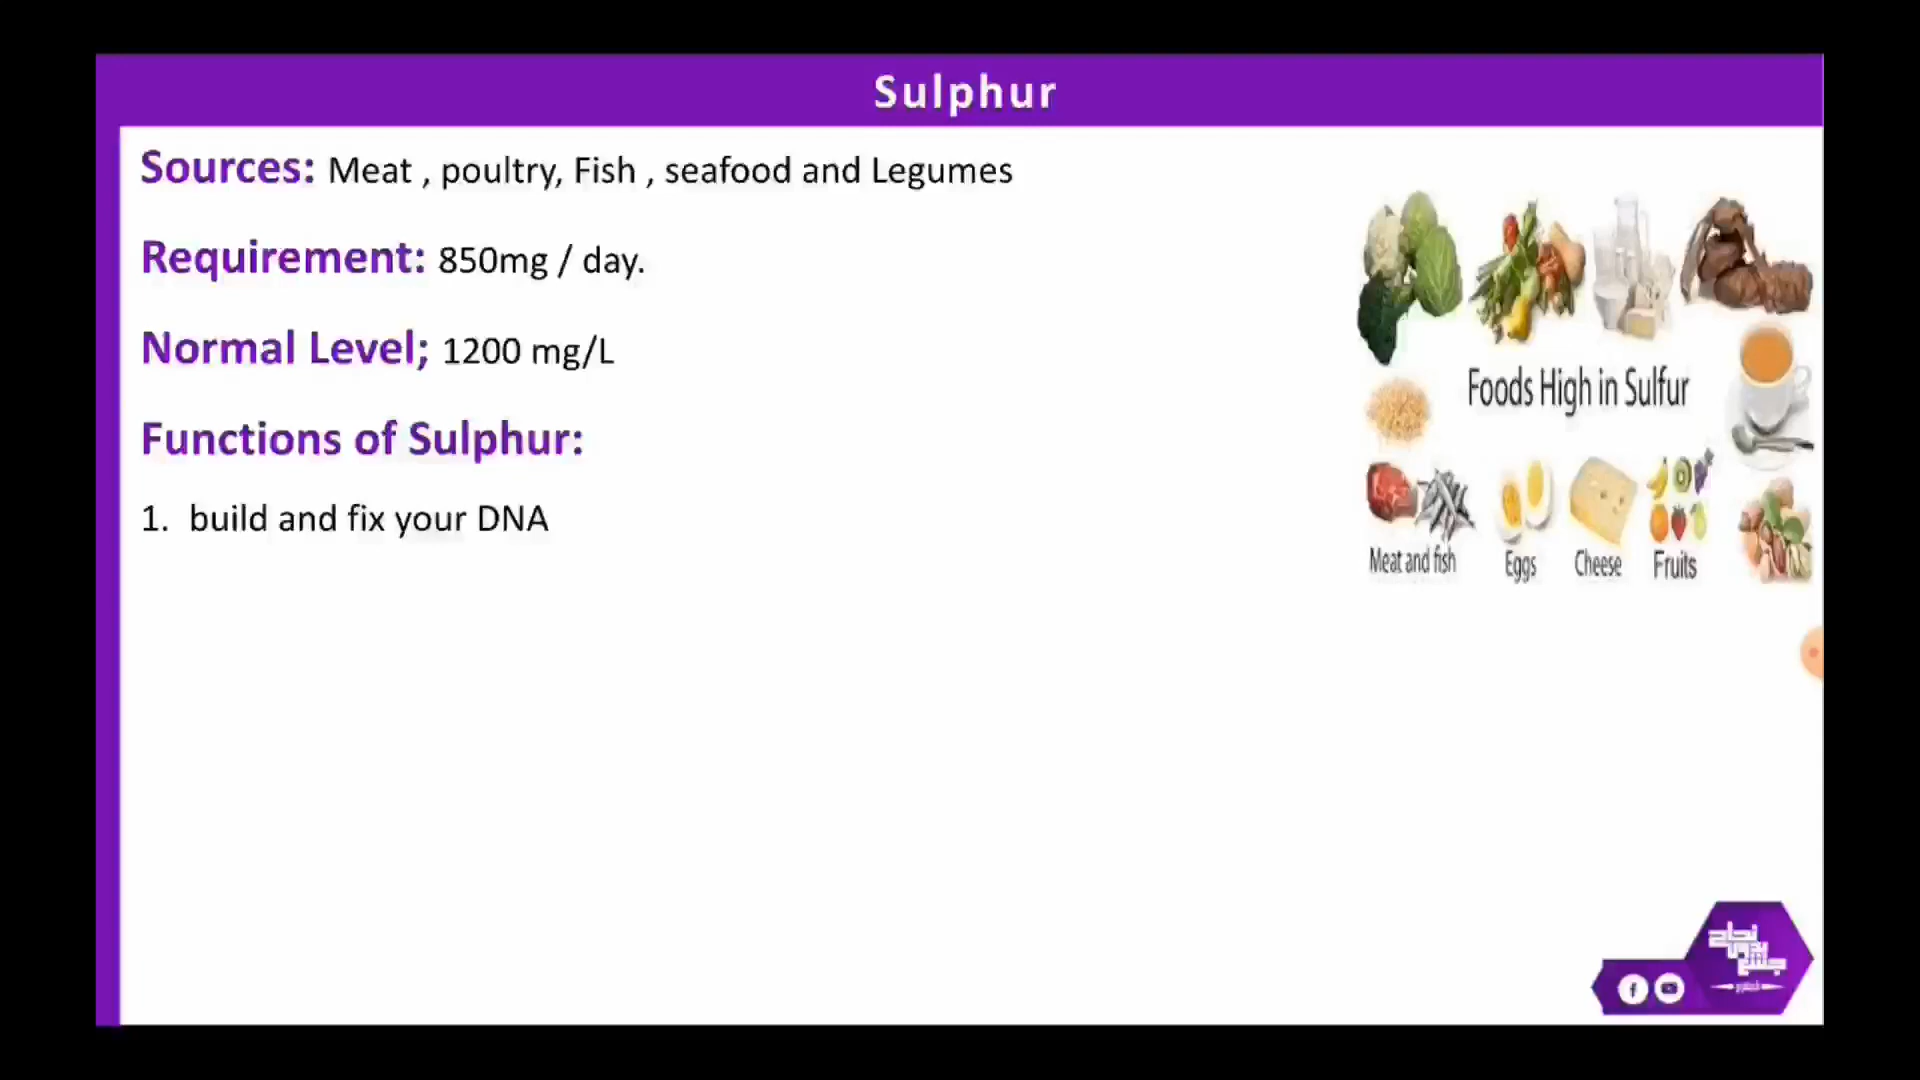 Sulphur
Sources: Meat , poultry, Fish , seafood and Legumes
Requirement: 850mg / day.
Normal Level; 1200 mg/L
Functions of Sulphur:
1. build and fix your DNA
Foods High in Sulfur
Meat and fish
Eggs
Cheese
Fruits